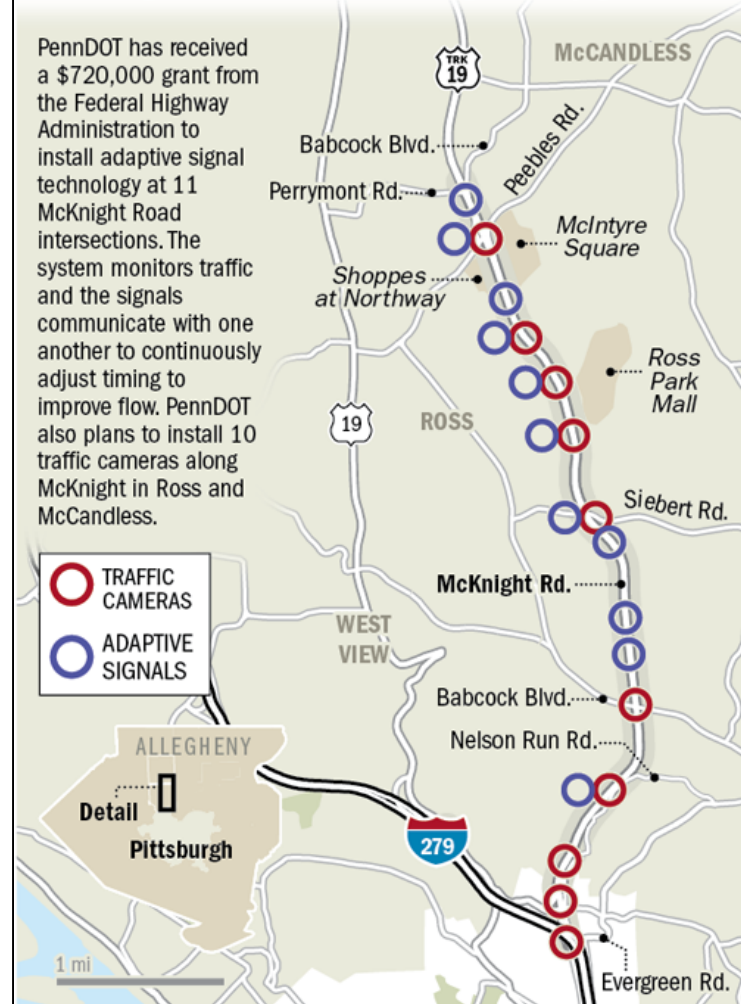 PennDOT has received
a $720,000 grant from
the Federal Highway
Administration to
install adaptive signal
technology at 11
McKnight Road
intersections. The
system monitors traffic
and the signals
communicate with one
another to continuously
adjust timing to
improve flow. PennDOT
also plans to install 10
traffic cameras along
McKnight in Ross and
McCandless.
TRAFFIC
CAMERAS
ADAPTIVE
SIGNALS
TRK
19
McCANDLESS
Babcock Blvd.
Peebles Rd.
Perrymont Rd.
McIntyre
Square
Shoppes
at Northway
Ross
Park
Mall
19
ROSS
Siebert Rd.
McKnight Rd.
WEST
VIEW
Babcock Blvd.
Nelson Run Rd.
ALLEGHENY
Detail
Pittsburgh
279
1 mi
Evergreen Rd.